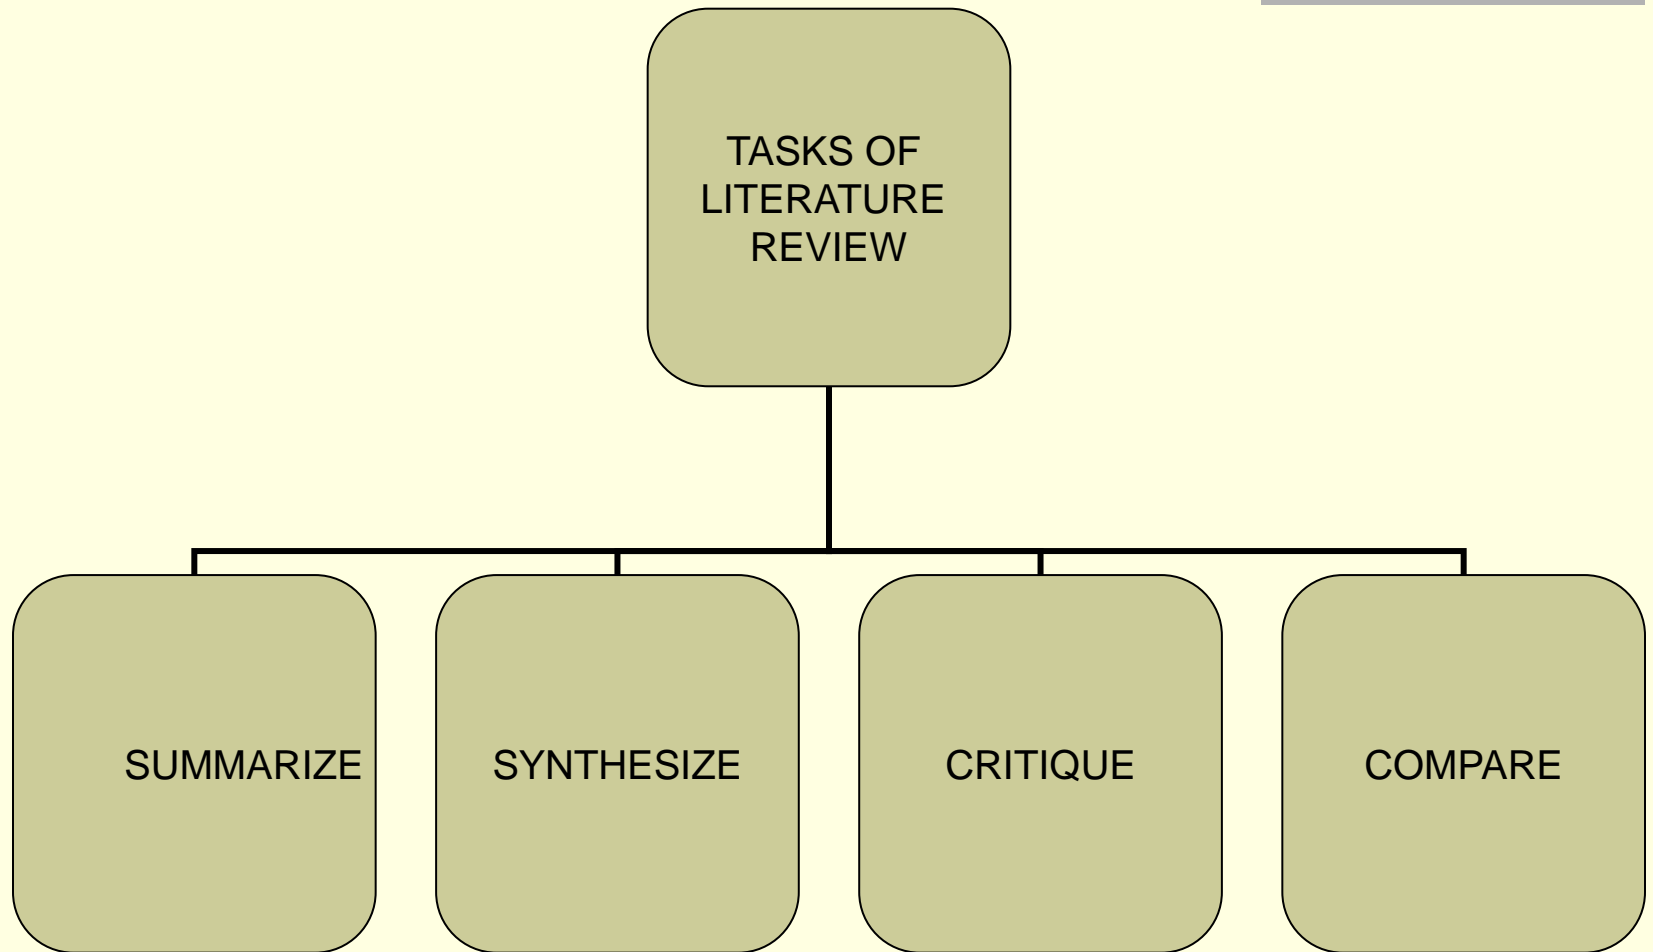 TASKS OF
LITERATURE
REVIEW
SUMMARIZE
SYNTHESIZE
CRITIQUE
COMPARE